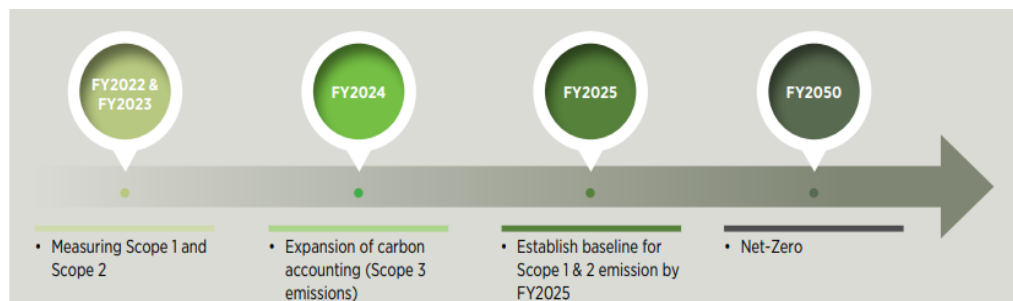 FY2022 &
FY2023
FY2024
FY2025
FY2050
• Measuring Scope 1 and
Scope 2
• Expansion of carbon
accounting (Scope 3
emissions)
• Establish baseline for
Scope 1 & 2 emission by
FY2025
• Net-Zero